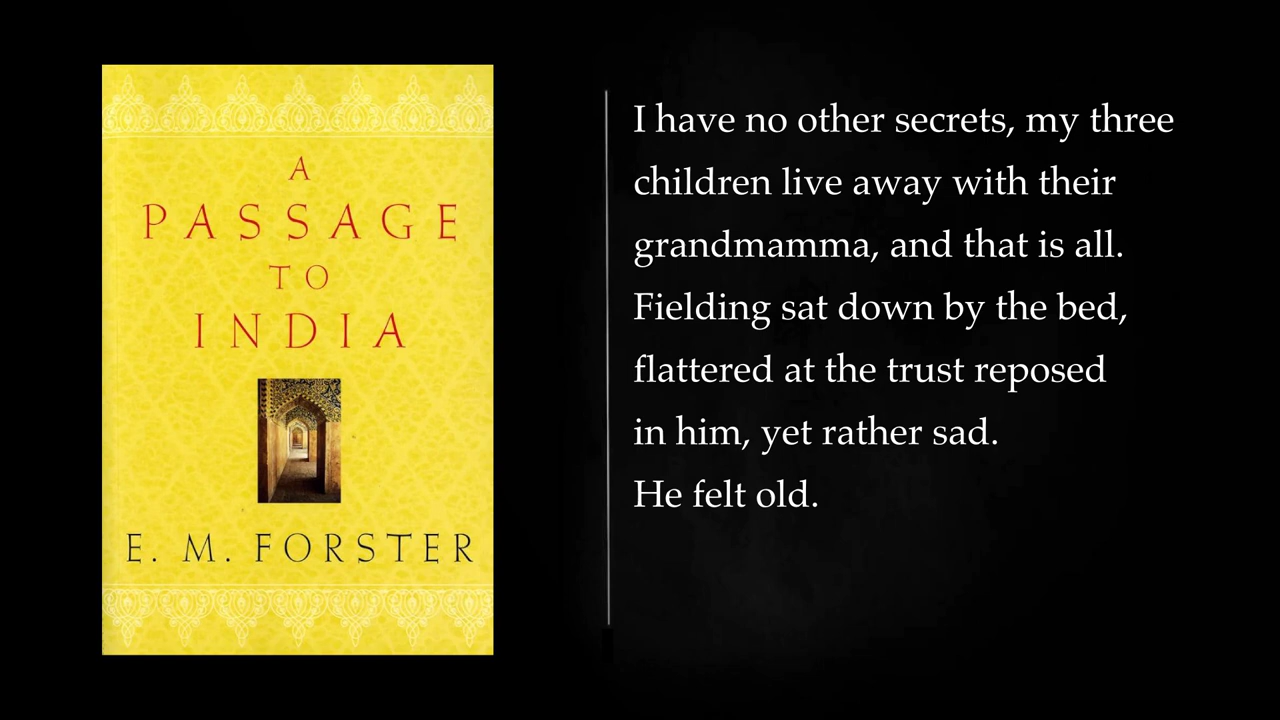 A
PASSAGE
TO
INDIA
E. M. FORSTER
I have no other secrets, my three
children live away with their
grandmamma, and that is all.
Fielding sat down by the bed,
flattered at the trust reposed
in him, yet rather sad.
He felt old.